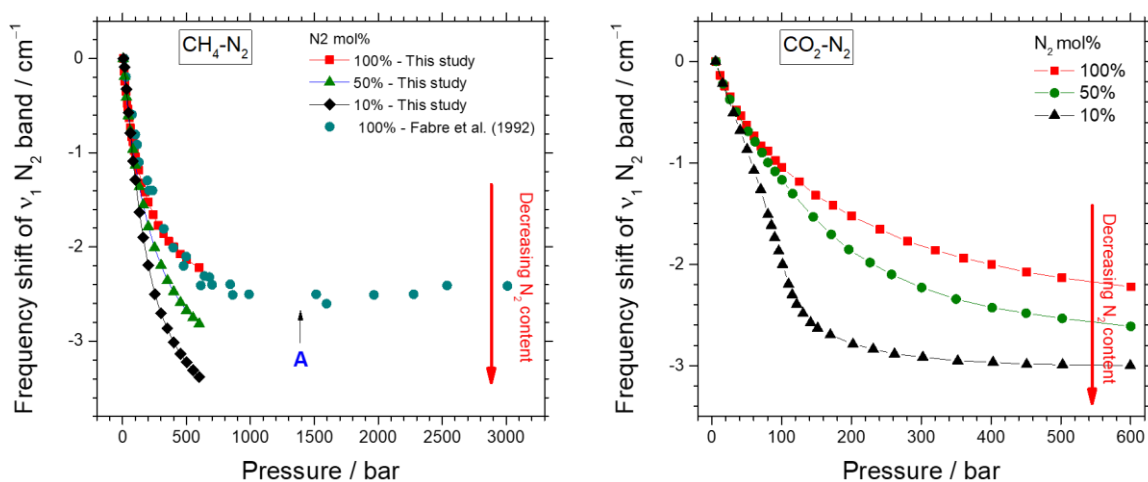 Frequency shift of ν₁ N₂ band / cm⁻¹
0
-1
-2
-3
CH₄-N₂
N2 mol%
100% - This study
50% - This study
10% - This study
100% - Fabre et al. (1992)
A
Decreasing N₂ content
0 500 1000 1500 2000 2500 3000
Pressure / bar
Frequency shift of ν₁ N₂ band / cm⁻¹
0
-1
-2
-3
CO₂-N₂
N₂ mol%
100%
50%
10%
Decreasing N₂ content
0 100 200 300 400 500 600
Pressure / bar